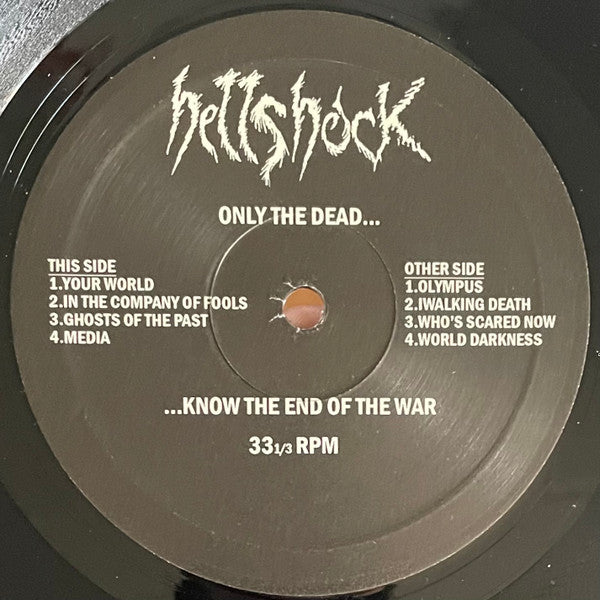 hellshock
ONLY THE DEAD...
THIS SIDE
1.YOUR WORLD
2.IN THE COMPANY OF FOOLS
3.GHOSTS OF THE PAST
4.MEDIA
OTHER SIDE
1.OLYMPUS
2.IWALKING DEATH
3.WHO'S SCARED NOW
4.WORLD DARKNESS
...KNOW THE END OF THE WAR
33 1/3 RPM